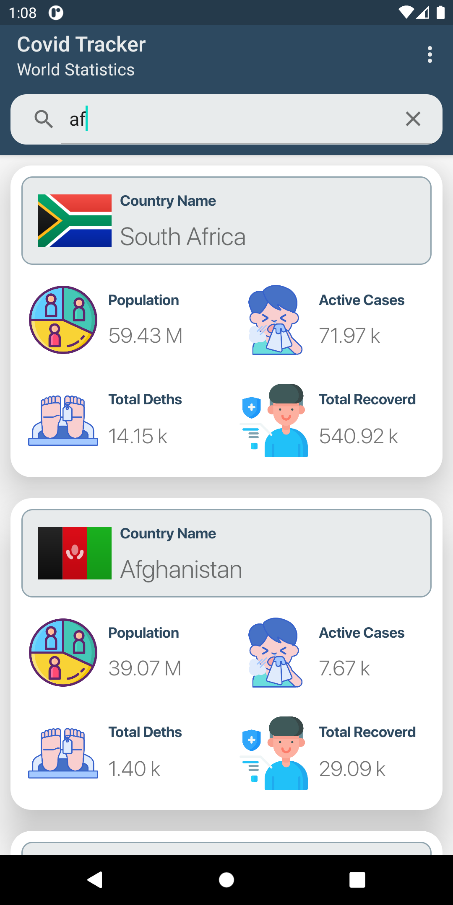 1:08
Covid Tracker
World Statistics
af
Country Name
South Africa
Population
59.43 M
Active Cases
71.97 k
Total Deths
14.15 k
Total Recoverd
540.92 k
Country Name
Afghanistan
Population
39.07 M
Active Cases
7.67 k
Total Deths
1.40 k
Total Recoverd
29.09 k